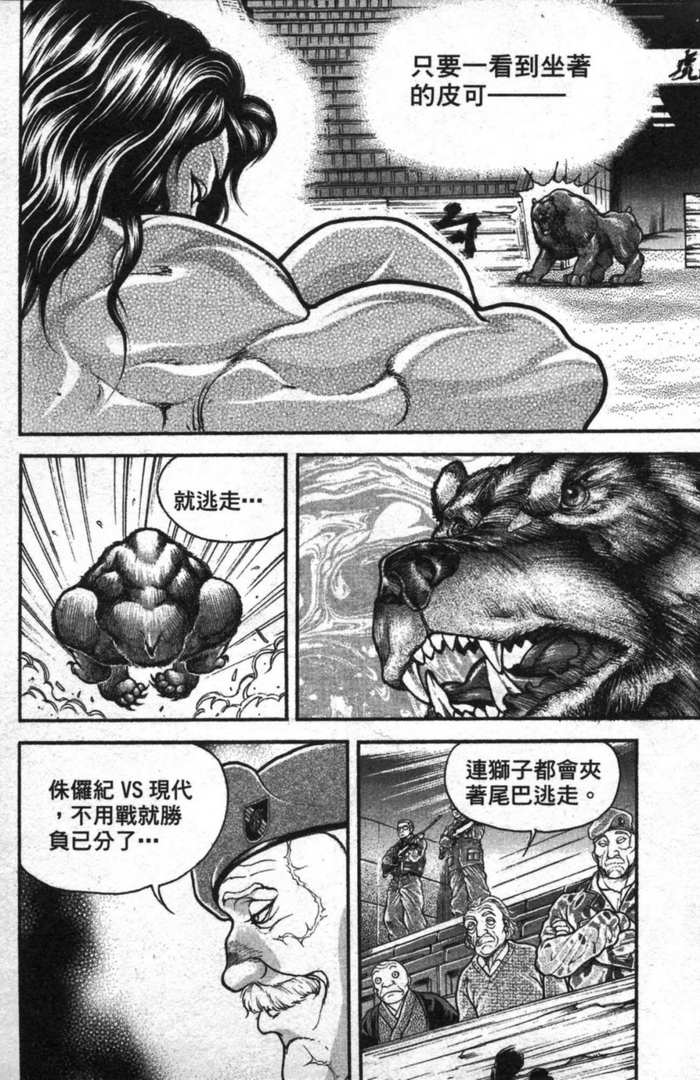 只要一看到坐著
的皮可———
虎
就逃走…
連獅子都會夾
著尾巴逃走。
侏儸紀 VS 現代
，不用戰就勝
負已分了…